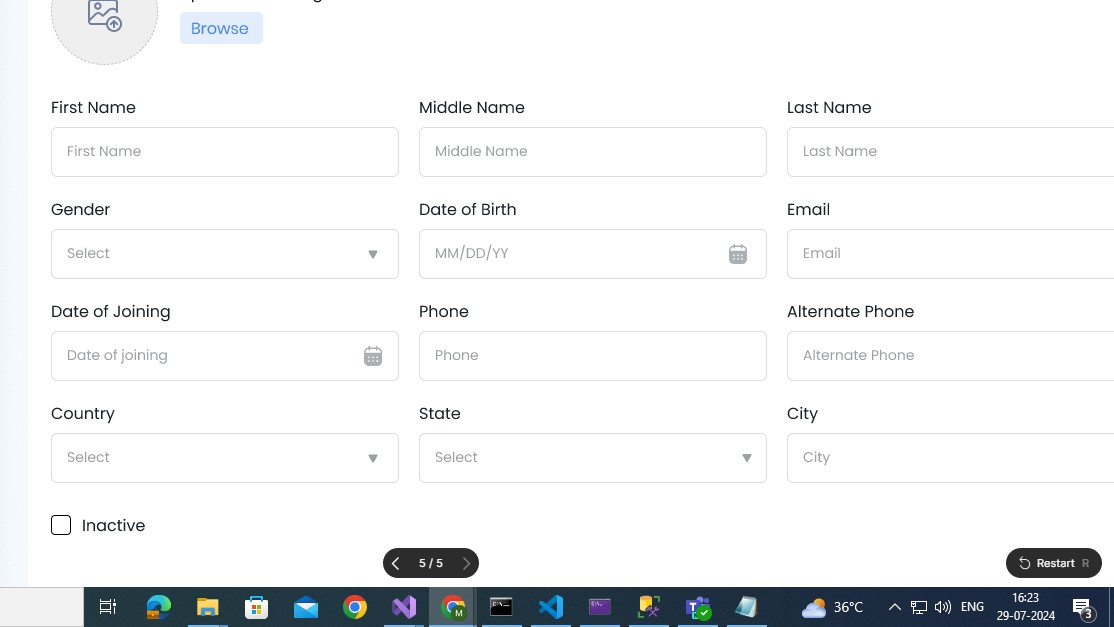 Browse
First Name Middle Name Last Name
First Name Middle Name Last Name
Gender Date of Birth Email
Select MM/DD/YY Email
Date of Joining Phone Alternate Phone
Date of joining Phone Alternate Phone
Country State City
Select Select City
Inactive
5 / 5 Restart R
36°C ENG 16:23
29-07-2024 3